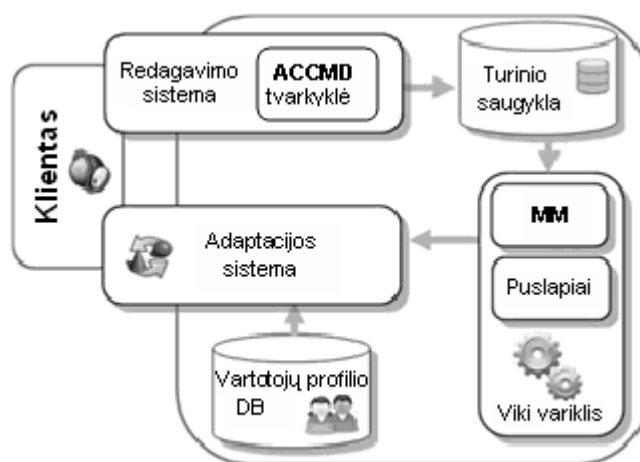 Klientas
Redagavimo
sistema
ACCMD
tvarkyklė
Turinio
saugykla
MM
Puslapiai
Viki variklis
Adaptacijos
sistema
Vartotojų profilio
DB